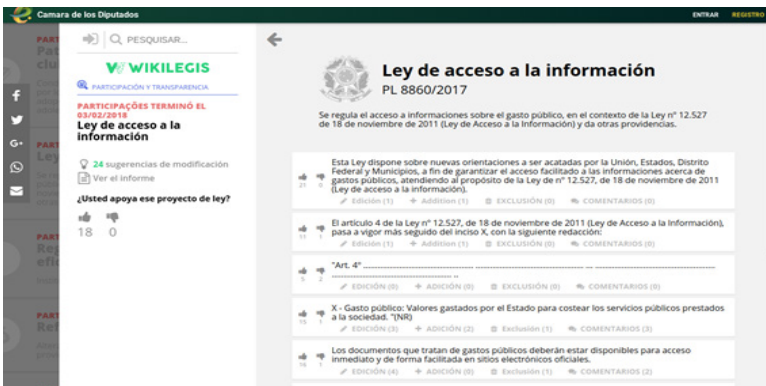 Camara de los Diputados
ENTRAR
REGISTRO
PESQUISAR...
WIKILEGIS
PARTICIPACIÓN Y TRANSPARENCIA
PARTICIPAÇÕES TERMINÓ EL
03/02/2018
Ley de acceso a la
información
24 sugerencias de modificación
Ver el informe
¿Usted apoya ese proyecto de ley?
18 0
Ley de acceso a la información
PL 8860/2017
Se regula el acceso a informaciones sobre el gasto público, en el contexto de la Ley nº 12.527
de 18 de noviembre de 2011 (Ley de Acceso a la Información) y da otras providencias.
Esta Ley dispone sobre nuevas orientaciones a ser acatadas por la Unión, Estados, Distrito
Federal y Municipios, a fin de garantizar el acceso facilitado a las informaciones acerca de
gastos públicos, atendiendo al propósito de la Ley de nº 12.527, de 18 de noviembre de 2011
(Ley de acceso a la información).
21 0
Edición (1) + Addition (1) EXCLUSIÓN (0) COMENTARIOS (0)
El artículo 4 de la Ley nº 12.527, de 18 de noviembre de 2011 (Ley de Acceso a la Información),
pasa a vigor más seguido del inciso X, con la siguiente redacción:
Edición (1) + Addition (1) EXCLUSIÓN (0) COMENTARIOS (0)
"Art. 4"
5 2
EDICIÓN (0) + ADICIÓN (0) EXCLUSIÓN (0) COMENTARIOS (0)
X - Gasto público: Valores gastados por el Estado para costear los servicios públicos prestados
a la sociedad. "(NR)
15 1
EDICIÓN (3) + ADICIÓN (2) Exclusión (1) COMENTARIOS (3)
Los documentos que tratan de gastos públicos deberán estar disponibles para acceso
inmediato y de forma facilitada en sitios electrónicos oficiales.
16 1
EDICIÓN (4) + ADICIÓN (0) Exclusión (1) COMENTARIOS (2)